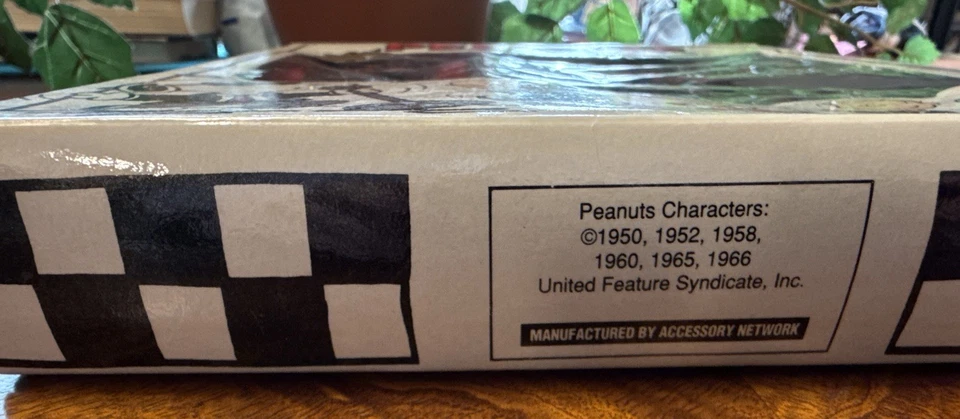 Peanuts Characters:
©1950, 1952, 1958,
1960, 1965, 1966
United Feature Syndicate, Inc.
MANUFACTURED BY ACCESSORY NETWORK